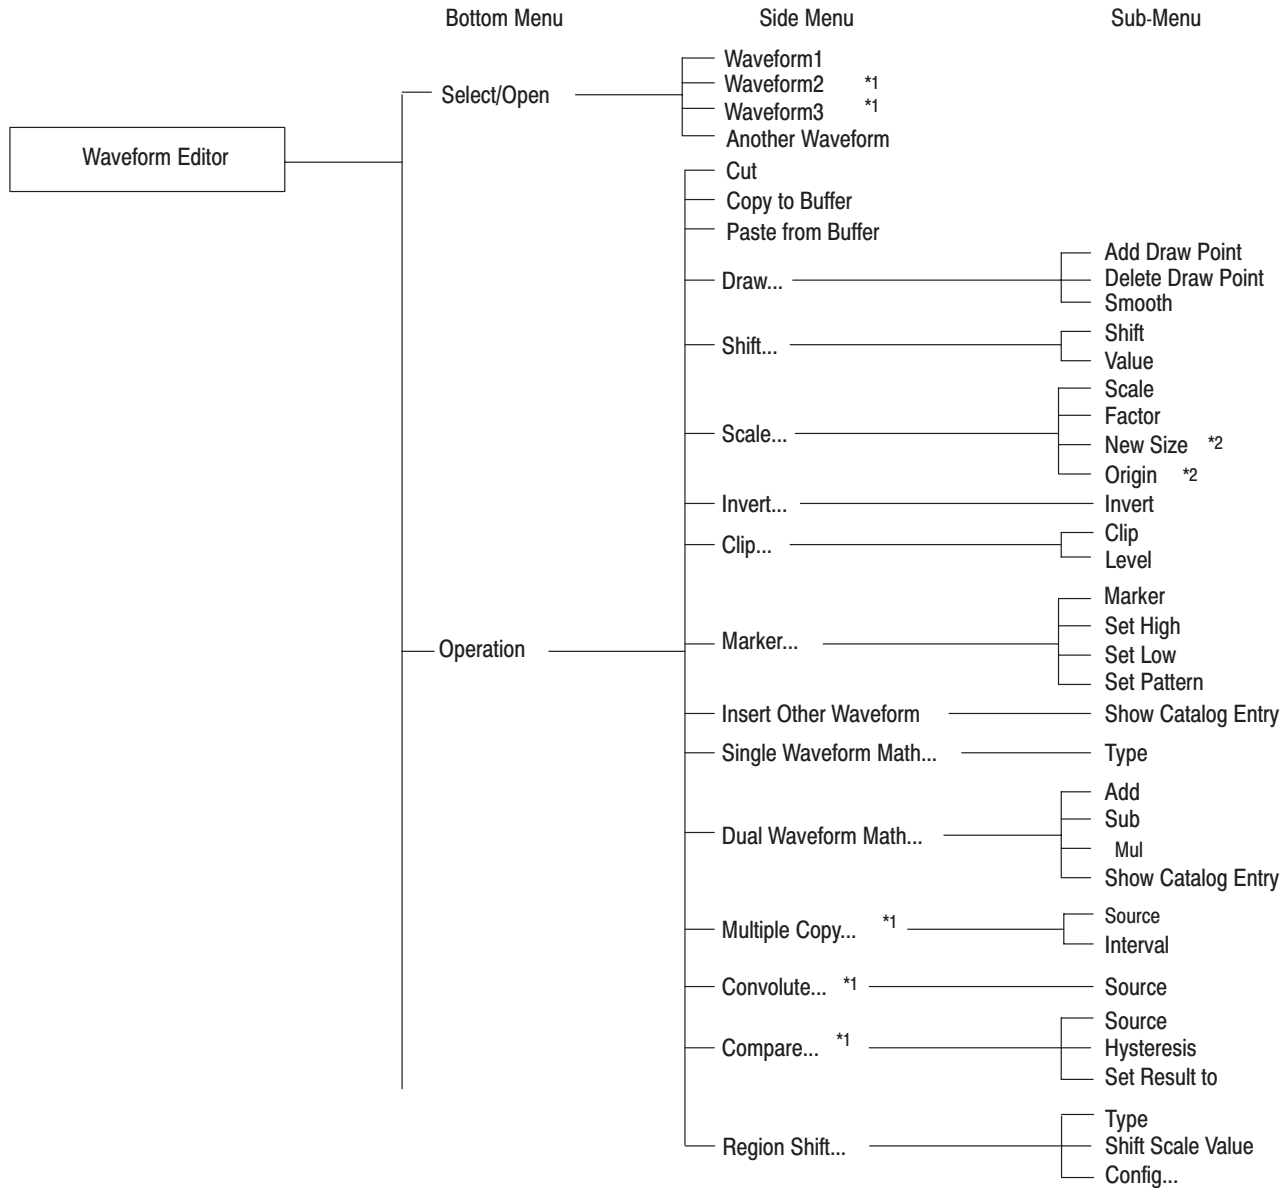 Bottom Menu Side Menu Sub-Menu
Waveform Editor
Select/Open
Waveform1
Waveform2 *1
Waveform3 *1
Another Waveform
Operation
Cut
Copy to Buffer
Paste from Buffer
Draw...
Add Draw Point
Delete Draw Point
Smooth
Shift...
Shift
Value
Scale...
Scale
Factor
New Size *2
Origin *2
Invert...
Invert
Clip...
Clip
Level
Marker...
Marker
Set High
Set Low
Set Pattern
Insert Other Waveform
Show Catalog Entry
Single Waveform Math...
Type
Dual Waveform Math...
Add
Sub
Mul
Show Catalog Entry
Multiple Copy... *1
Source
Interval
Convolute... *1
Source
Compare... *1
Source
Hysteresis
Set Result to
Region Shift...
Type
Shift Scale Value
Config...